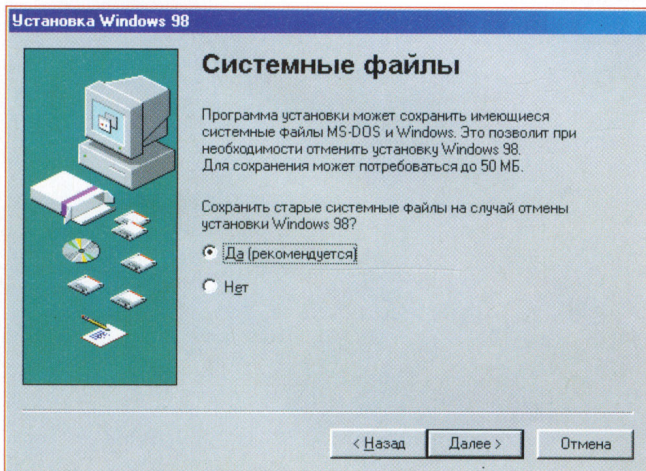 Установка Windows 98
Системные файлы
Программа установки может сохранить имеющиеся
системные файлы MS-DOS и Windows. Это позволит при
необходимости отменить установку Windows 98.
Для сохранения может потребоваться до 50 МБ.
Сохранить старые системные файлы на случай отмены
установки Windows 98?
Да (рекомендуется)
Нет
< Назад
Далее >
Отмена